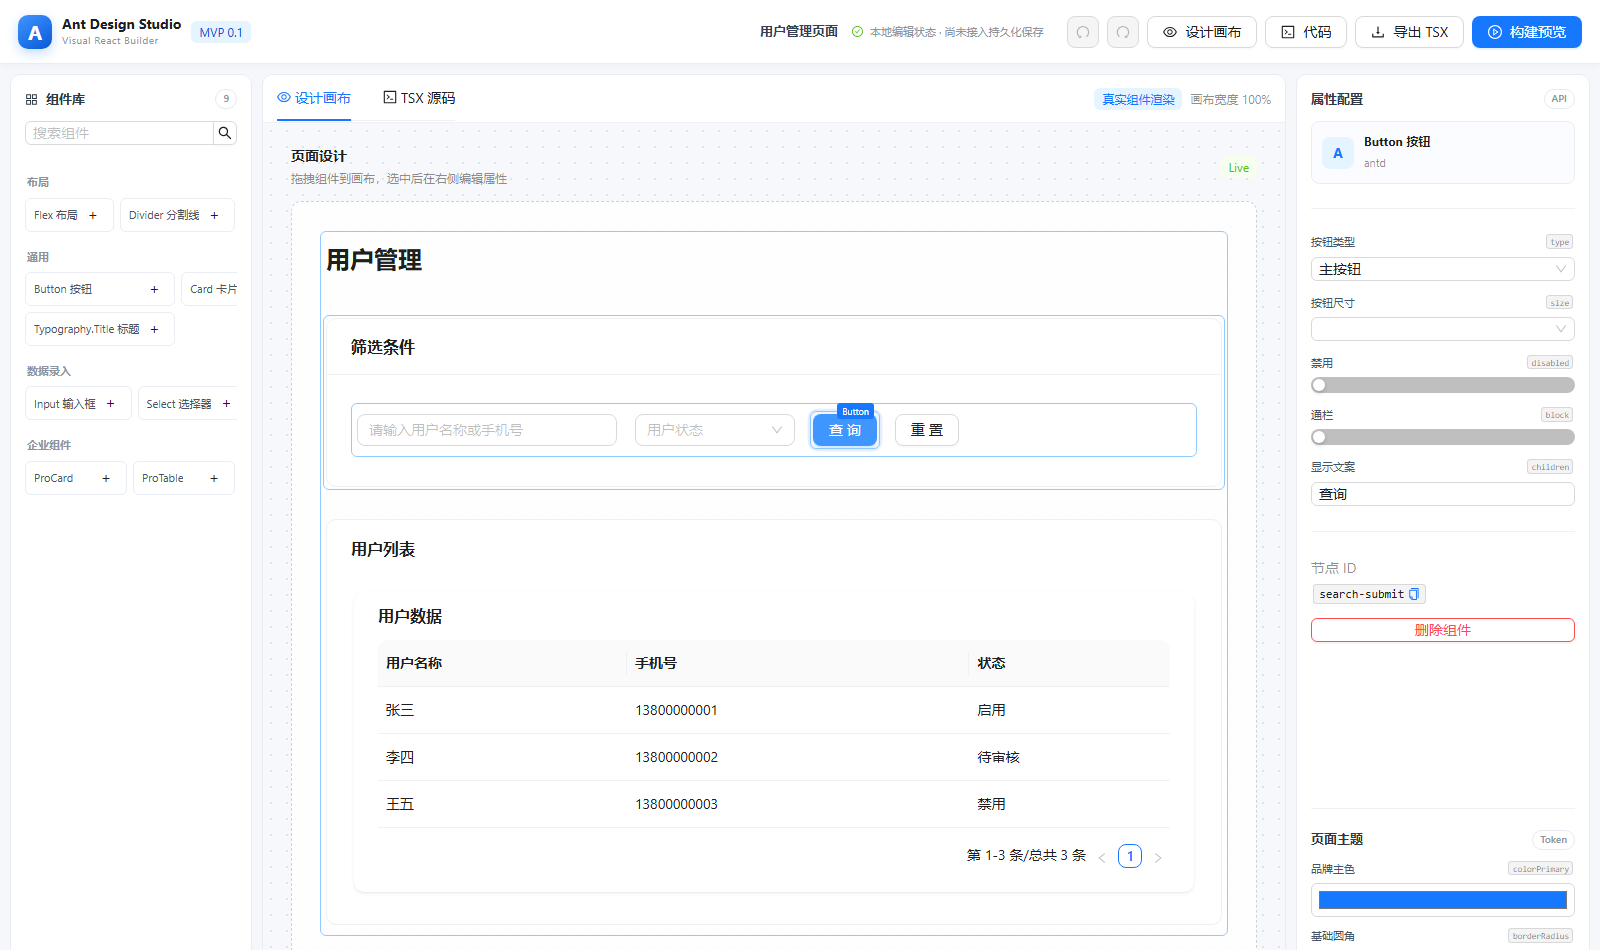 A
Ant Design Studio
Visual React Builder
MVP 0.1
用户管理页面
本地编辑状态 · 尚未接入持久化保存
设计画布
代码
导出 TSX
构建预览
组件库
9
搜索组件
布局
Flex 布局 +
Divider 分割线 +
通用
Button 按钮 +
Card 卡片
Typography.Title 标题 +
数据录入
Input 输入框 +
Select 选择器 +
企业组件
ProCard +
ProTable +
设计画布
TSX 源码
真实组件渲染
画布宽度 100%
页面设计
拖拽组件到画布，选中后在右侧编辑属性
Live
用户管理
筛选条件
Button
请输入用户名称或手机号
用户状态
查 询
重 置
用户列表
用户数据
用户名称 手机号 状态
张三 13800000001 启用
李四 13800000002 待审核
王五 13800000003 禁用
第 1-3 条/总共 3 条
1
属性配置
API
A
Button 按钮
antd
按钮类型 type
主按钮
按钮尺寸 size
禁用 disabled
通栏 block
显示文案 children
查询
节点 ID
search-submit
删除组件
页面主题
Token
品牌主色 colorPrimary
基础圆角 borderRadius